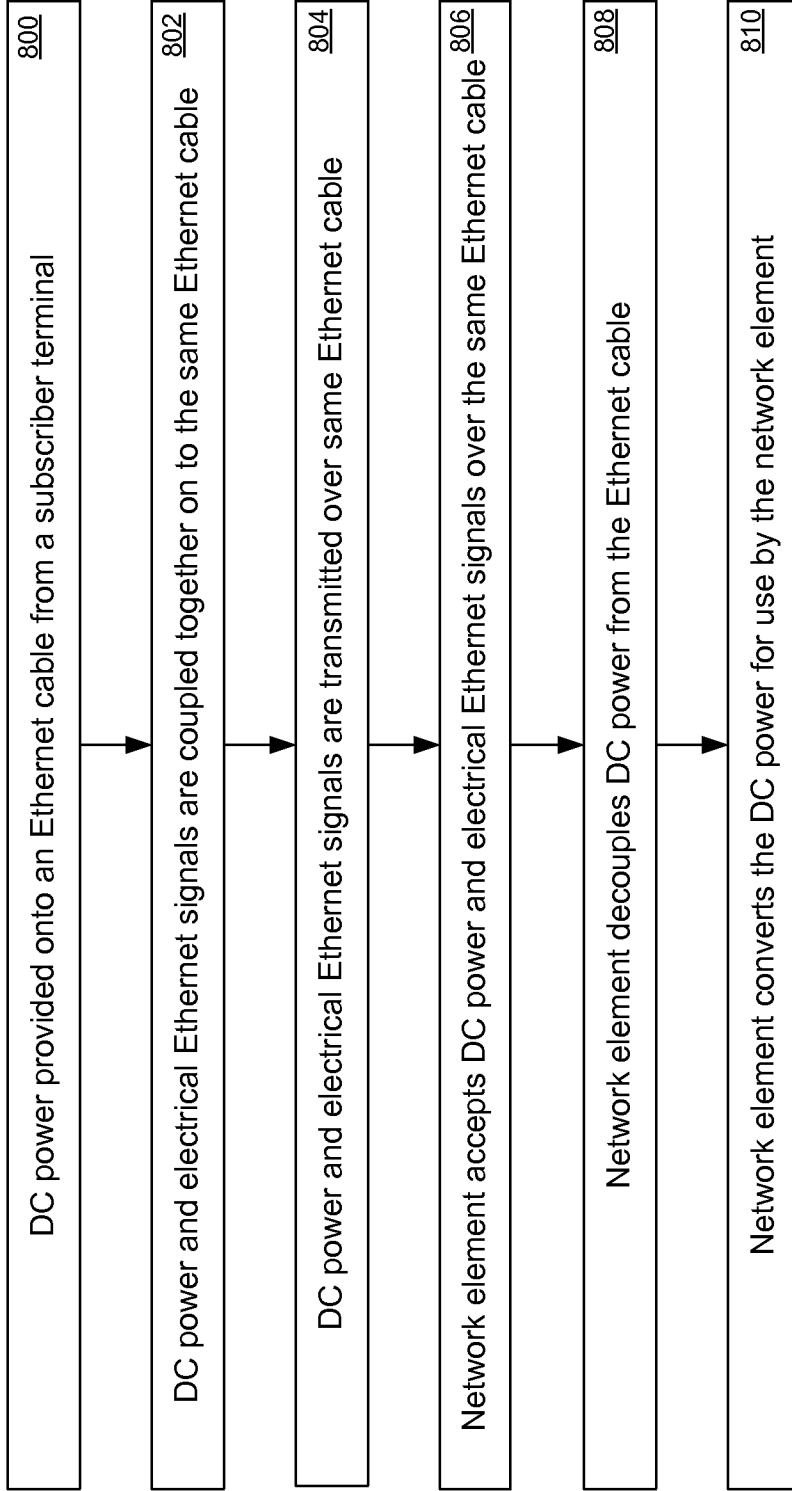 DC power provided onto an Ethernet cable from a subscriber terminal
800
DC power and electrical Ethernet signals are coupled together on to the same Ethernet cable
802
DC power and electrical Ethernet signals are transmitted over same Ethernet cable
804
Network element accepts DC power and electrical Ethernet signals over the same Ethernet cable
806
Network element decouples DC power from the Ethernet cable
808
Network element converts the DC power for use by the network element
810